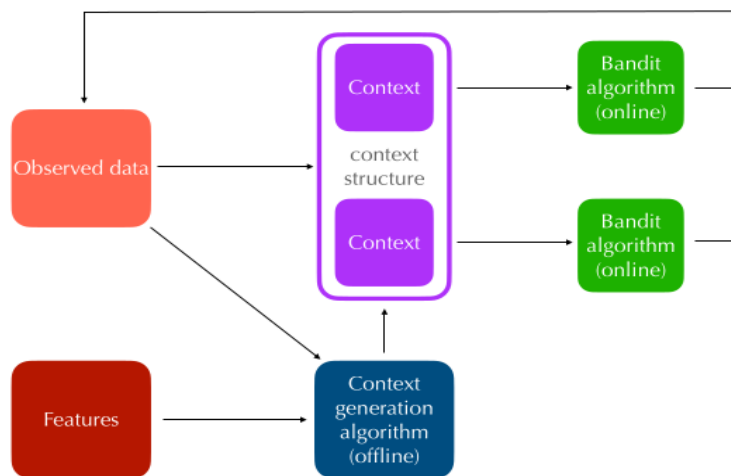 Context
Bandit
algorithm
(online)
Observed data
context
structure
Context
Bandit
algorithm
(online)
Features
Context
generation
algorithm
(offline)